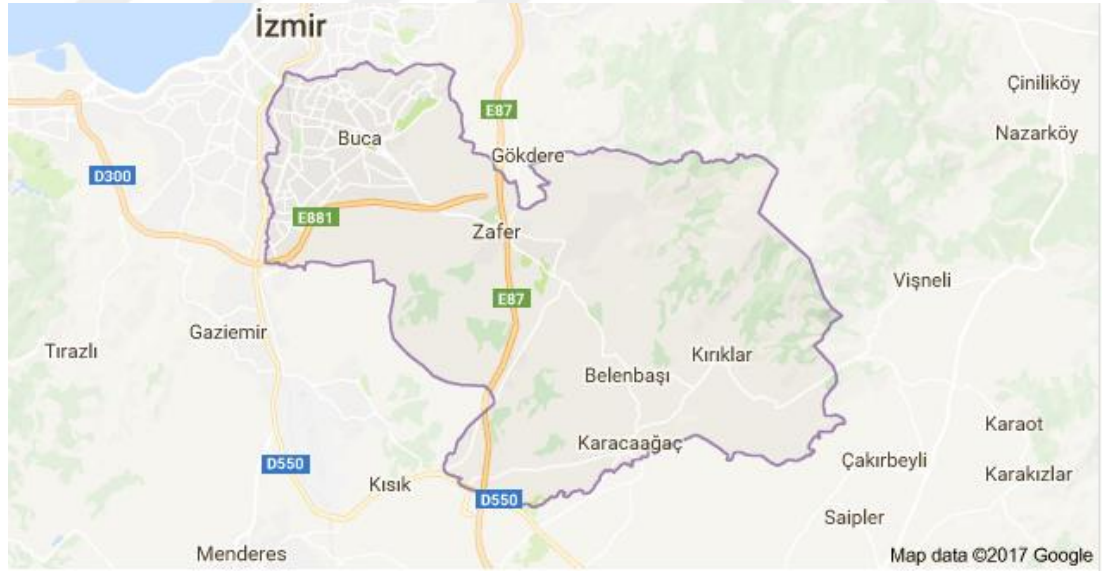 İzmir
Çiniliköy
E87
Nazarköy
Buca
Gökdere
D300
E881
Zafer
Vişneli
E87
Gaziemir
Tırazlı
Kırıklar
Belenbaşı
Karaot
Karacaağaç
Çakırbeyli
D550
Karakızlar
Kısık
D550
Saipler
Menderes
Map data ©2017 Google